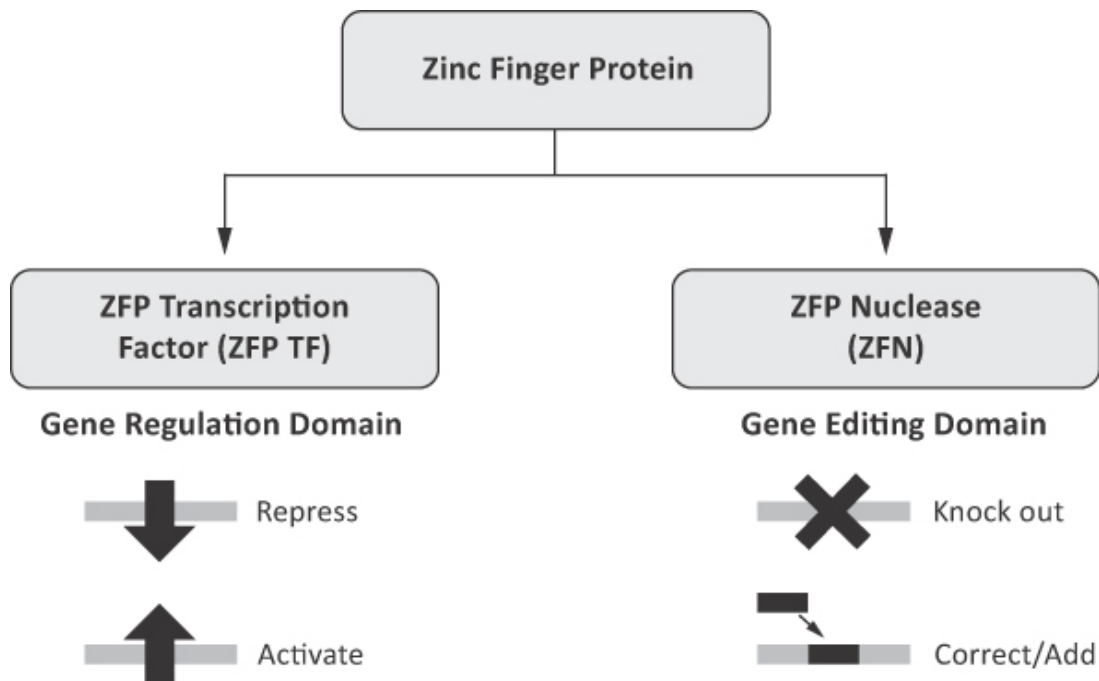 Zinc Finger Protein
ZFP Transcription
Factor (ZFP TF)
Gene Regulation Domain
Repress
Activate
ZFP Nuclease
(ZFN)
Gene Editing Domain
Knock out
Correct/Add